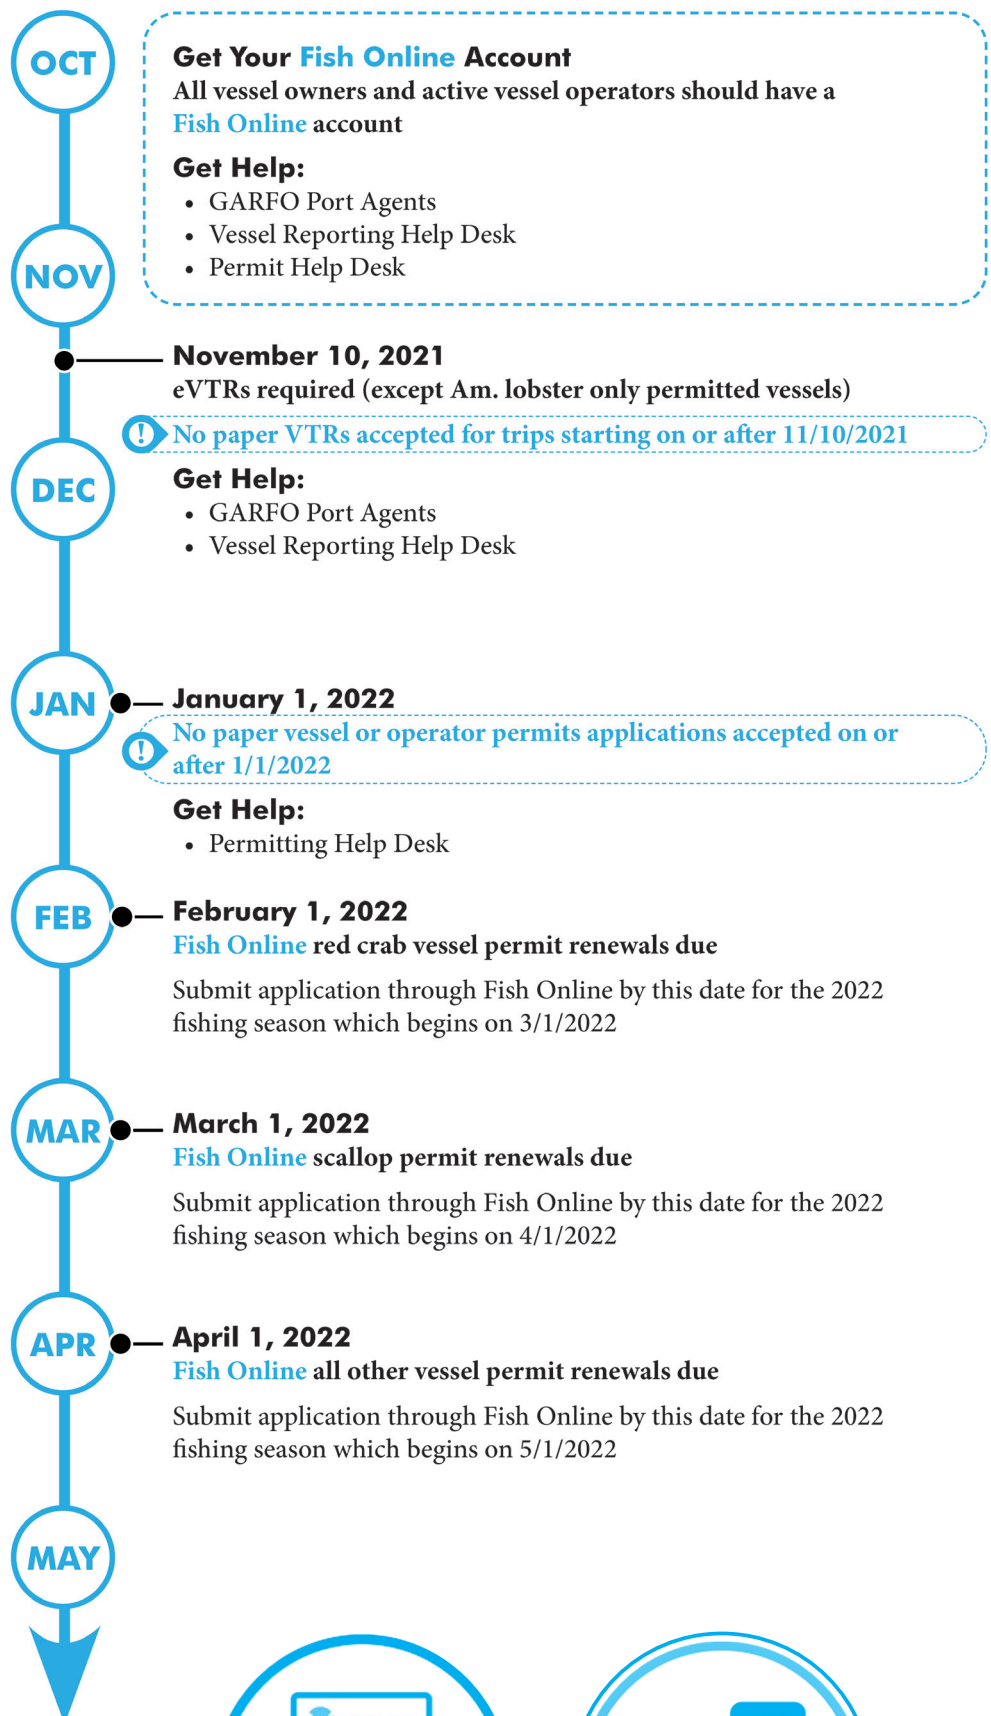 OCT
Get Your Fish Online Account
All vessel owners and active vessel operators should have a
Fish Online account
Get Help:
• GARFO Port Agents
• Vessel Reporting Help Desk
• Permit Help Desk
NOV
November 10, 2021
eVTRs required (except Am. lobster only permitted vessels)
! No paper VTRs accepted for trips starting on or after 11/10/2021
DEC
Get Help:
• GARFO Port Agents
• Vessel Reporting Help Desk
JAN
January 1, 2022
! No paper vessel or operator permits applications accepted on or
after 1/1/2022
Get Help:
• Permitting Help Desk
FEB
February 1, 2022
Fish Online red crab vessel permit renewals due
Submit application through Fish Online by this date for the 2022
fishing season which begins on 3/1/2022
MAR
March 1, 2022
Fish Online scallop permit renewals due
Submit application through Fish Online by this date for the 2022
fishing season which begins on 4/1/2022
APR
April 1, 2022
Fish Online all other vessel permit renewals due
Submit application through Fish Online by this date for the 2022
fishing season which begins on 5/1/2022
MAY